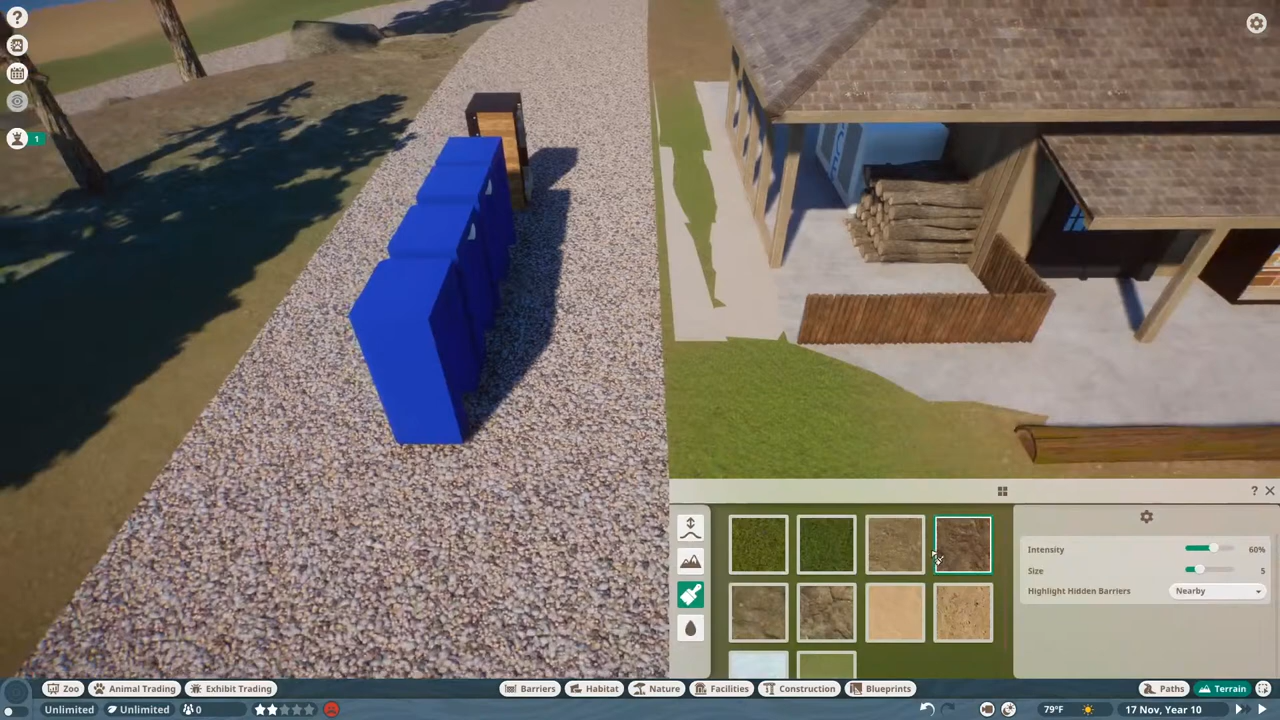 ?
1
? ×
Intensity 60%
Size 5
Highlight Hidden Barriers Nearby
Zoo Animal Trading Exhibit Trading Barriers Habitat Nature Facilities Construction Blueprints Paths Terrain
Unlimited Unlimited 0 79°F 17 Nov, Year 10